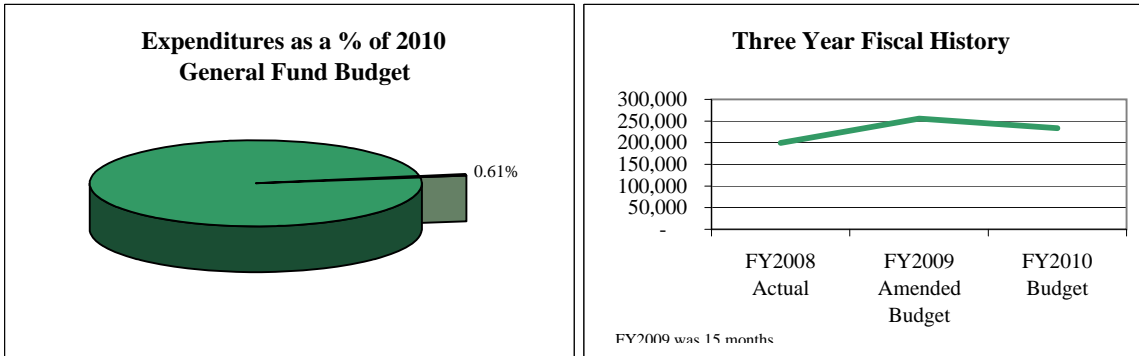 Expenditures as a % of 2010
General Fund Budget
0.61%
Three Year Fiscal History
300,000
250,000
200,000
150,000
100,000
50,000
-
FY2008
Actual
FY2009
Amended
Budget
FY2010
Budget
FY2009 was 15 months